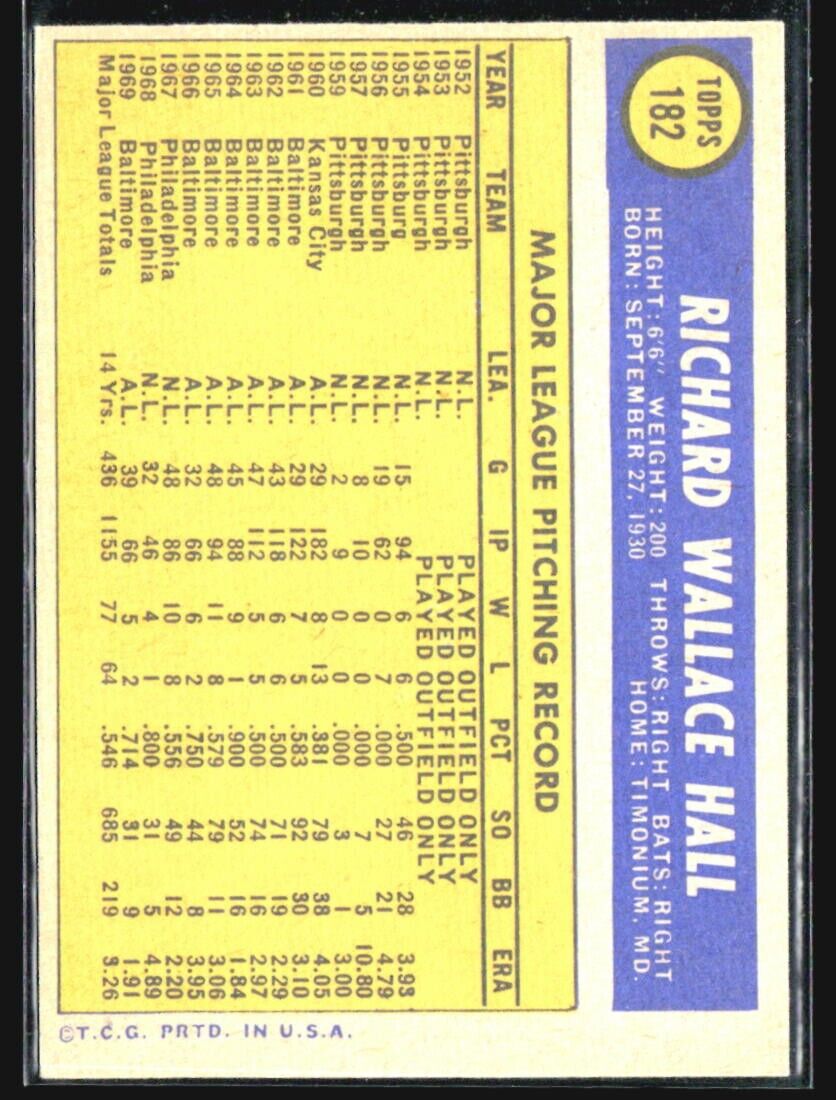 TOPPS
182
RICHARD WALLACE HALL
HEIGHT: 6'6" WEIGHT: 200 THROWS: RIGHT BATS: RIGHT
BORN: SEPTEMBER 27, 1930 HOME: TIMONIUM, MD.
MAJOR LEAGUE PITCHING RECORD
YEAR TEAM LEA. G IP W L PCT SO BB ERA
1952 Pittsburgh N.L. PLAYED OUTFIELD ONLY
1953 Pittsburgh N.L. PLAYED OUTFIELD ONLY
1954 Pittsburgh N.L. PLAYED OUTFIELD ONLY
1955 Pittsburg N.L. 15 94 6 6 .500 46 28 3.93
1956 Pittsburgh N.L. 19 62 0 7 .000 27 21 4.79
1957 Pittsburgh N.L. 8 10 0 0 .000 7 5 10.80
1959 Pittsburgh N.L. 2 9 0 0 .000 3 1 3.00
1960 Kansas City A.L. 29 182 8 13 .381 79 38 4.05
1961 Baltimore A.L. 29 122 7 5 .583 92 30 3.10
1962 Baltimore A.L. 43 118 6 6 .500 71 19 2.29
1963 Baltimore A.L. 47 112 5 5 .500 74 16 2.97
1964 Baltimore A.L. 45 88 9 1 .900 52 16 1.84
1965 Baltimore A.L. 48 94 11 8 .579 79 11 3.06
1966 Baltimore A.L. 32 66 6 2 .750 44 8 3.95
1967 Philadelphia N.L. 48 86 10 8 .556 49 12 2.20
1968 Philadelphia N.L. 32 46 4 1 .800 31 5 4.89
1969 Baltimore A.L. 39 66 5 2 .714 31 9 1.91
Major League Totals 14 Yrs. 436 1155 77 64 .546 685 219 3.26
©T.C.G. PRTD. IN U.S.A.